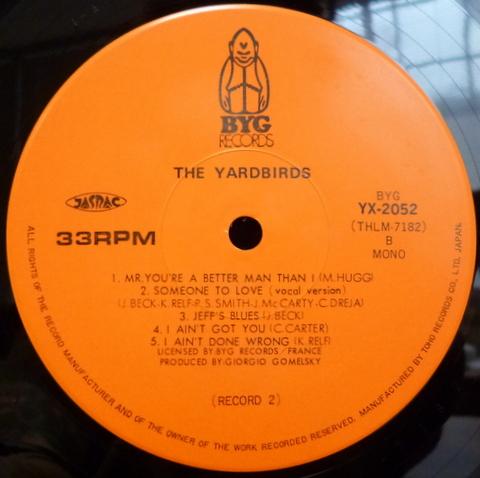 BYG
RECORDS
THE YARDBIRDS
JASRAC
33RPM
BYG
YX-2052
(THLM-7182)
B
MONO
1. MR. YOU'RE A BETTER MAN THAN I (M.HUGG)
2. SOMEONE TO LOVE (vocal version)
(J. BECK-K. RELF-P. S. SMITH-J. McCARTY-C. DREJA)
3. JEFF'S BLUES (J. BECK)
4. I AIN'T GOT YOU (C. CARTER)
5. I AIN'T DONE WRONG (K. RELF)
LICENSED BY BYG RECORDS/FRANCE
PRODUCED BY GIORGIO GOMELSKY
(RECORD 2)
ALL RIGHTS OF THE RECORD MANUFACTURER AND OF THE OWNER OF THE WORK RECORDED RESERVED. MANUFACTURED BY TOHO RECORDS CO., LTD. JAPAN.